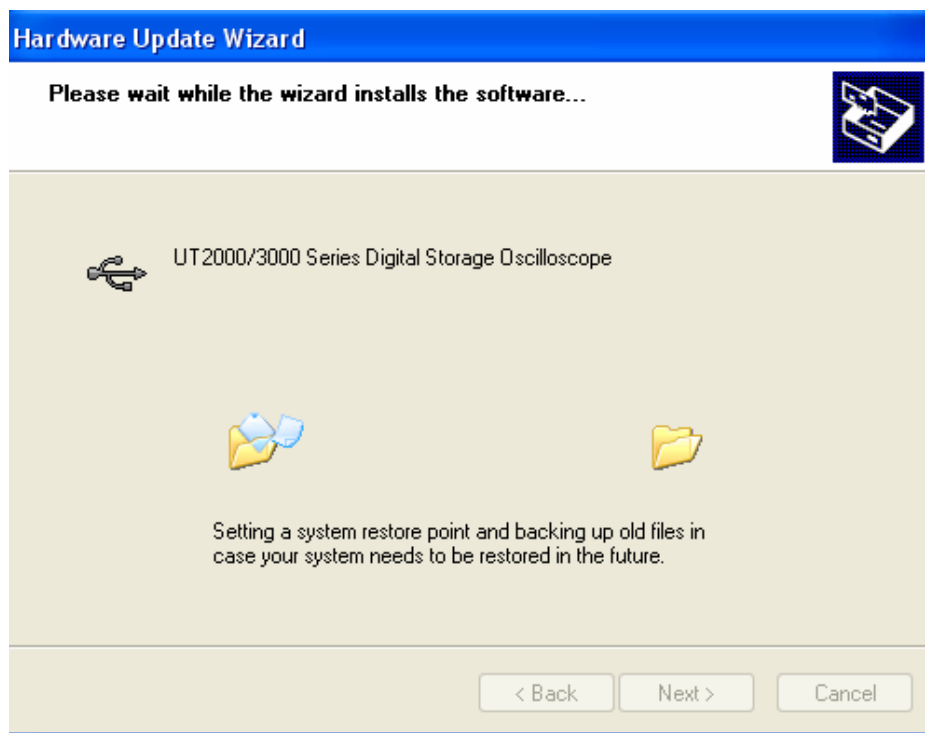 Hardware Update Wizard
Please wait while the wizard installs the software...
UT2000/3000 Series Digital Storage Oscilloscope
Setting a system restore point and backing up old files in
case your system needs to be restored in the future.
< Back Next > Cancel